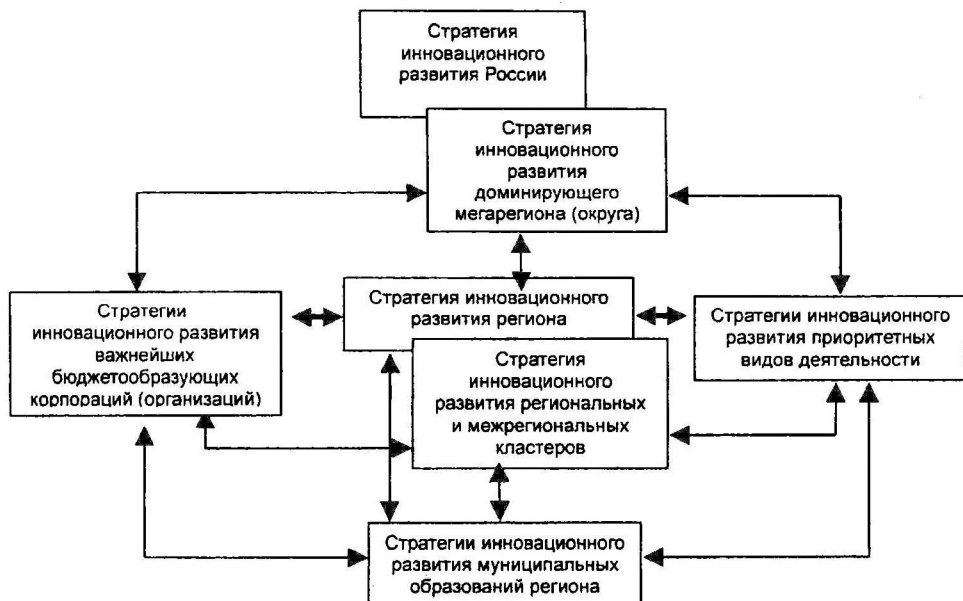 Стратегия
инновационного
развития России
Стратегия
инновационного
развития
доминирующего
мегарегиона (округа)
Стратегии
инновационного развития
важнейших
бюджетообразующих
корпораций (организаций)
Стратегия инновационного
развития региона
Стратегии инновационного
развития приоритетных
видов деятельности
Стратегия
инновационного
развития региональных
и межрегиональных
кластеров
Стратегии инновационного
развития муниципальных
образований региона